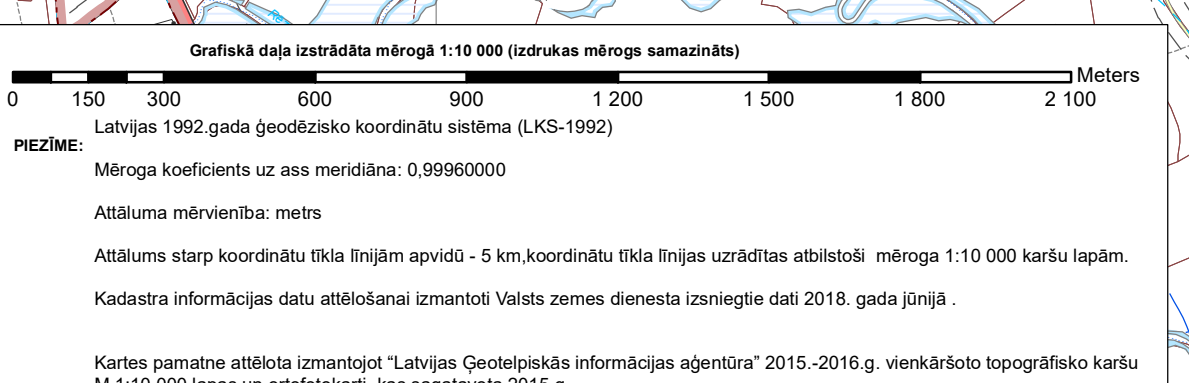 Grafiskā daļa izstrādāta mērogā 1:10 000 (izdrukas mērogs samazināts)
Meters
0 150 300 600 900 1 200 1 500 1 800 2 100
Latvijas 1992.gada ģeodēzisko koordinātu sistēma (LKS-1992)
PIEZĪME:
Mēroga koeficients uz ass meridiāna: 0,99960000
Attāluma mērvienība: metrs
Attālums starp koordinātu tīkla līnijām apvidū - 5 km,koordinātu tīkla līnijas uzrādītas atbilstoši  mēroga 1:10 000 karšu lapām.
Kadastra informācijas datu attēlošanai izmantoti Valsts zemes dienesta izsniegtie dati 2018. gada jūnijā .
Kartes pamatne attēlota izmantojot “Latvijas Ģeotelpiskās informācijas aģentūra” 2015.-2016.g. vienkāršoto topogrāfisko karšu